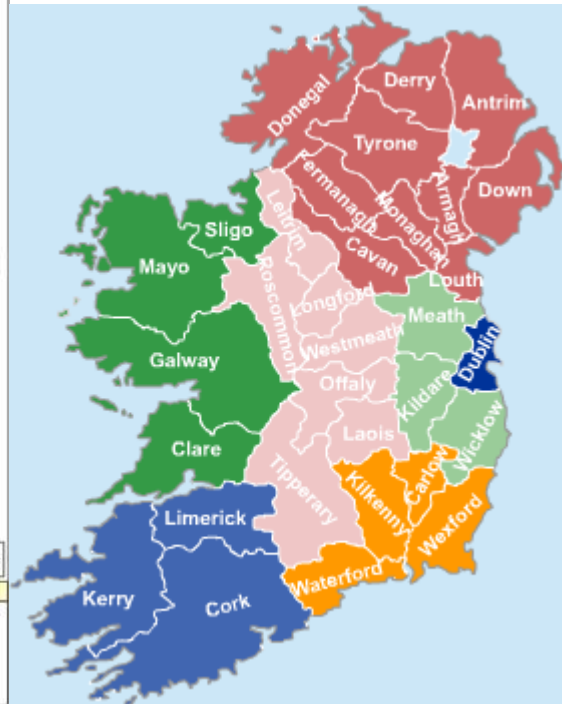 Derry
Antrim
Donegal
Tyrone
Fermanagh
Armagh
Down
Monaghan
Leitrim
Sligo
Cavan
Mayo
Roscommon
Longford
Louth
Meath
Westmeath
Galway
Dublin
Offaly
Kildare
Laois
Wicklow
Clare
Tipperary
Kilkenny
Carlow
Limerick
Wexford
Waterford
Kerry
Cork